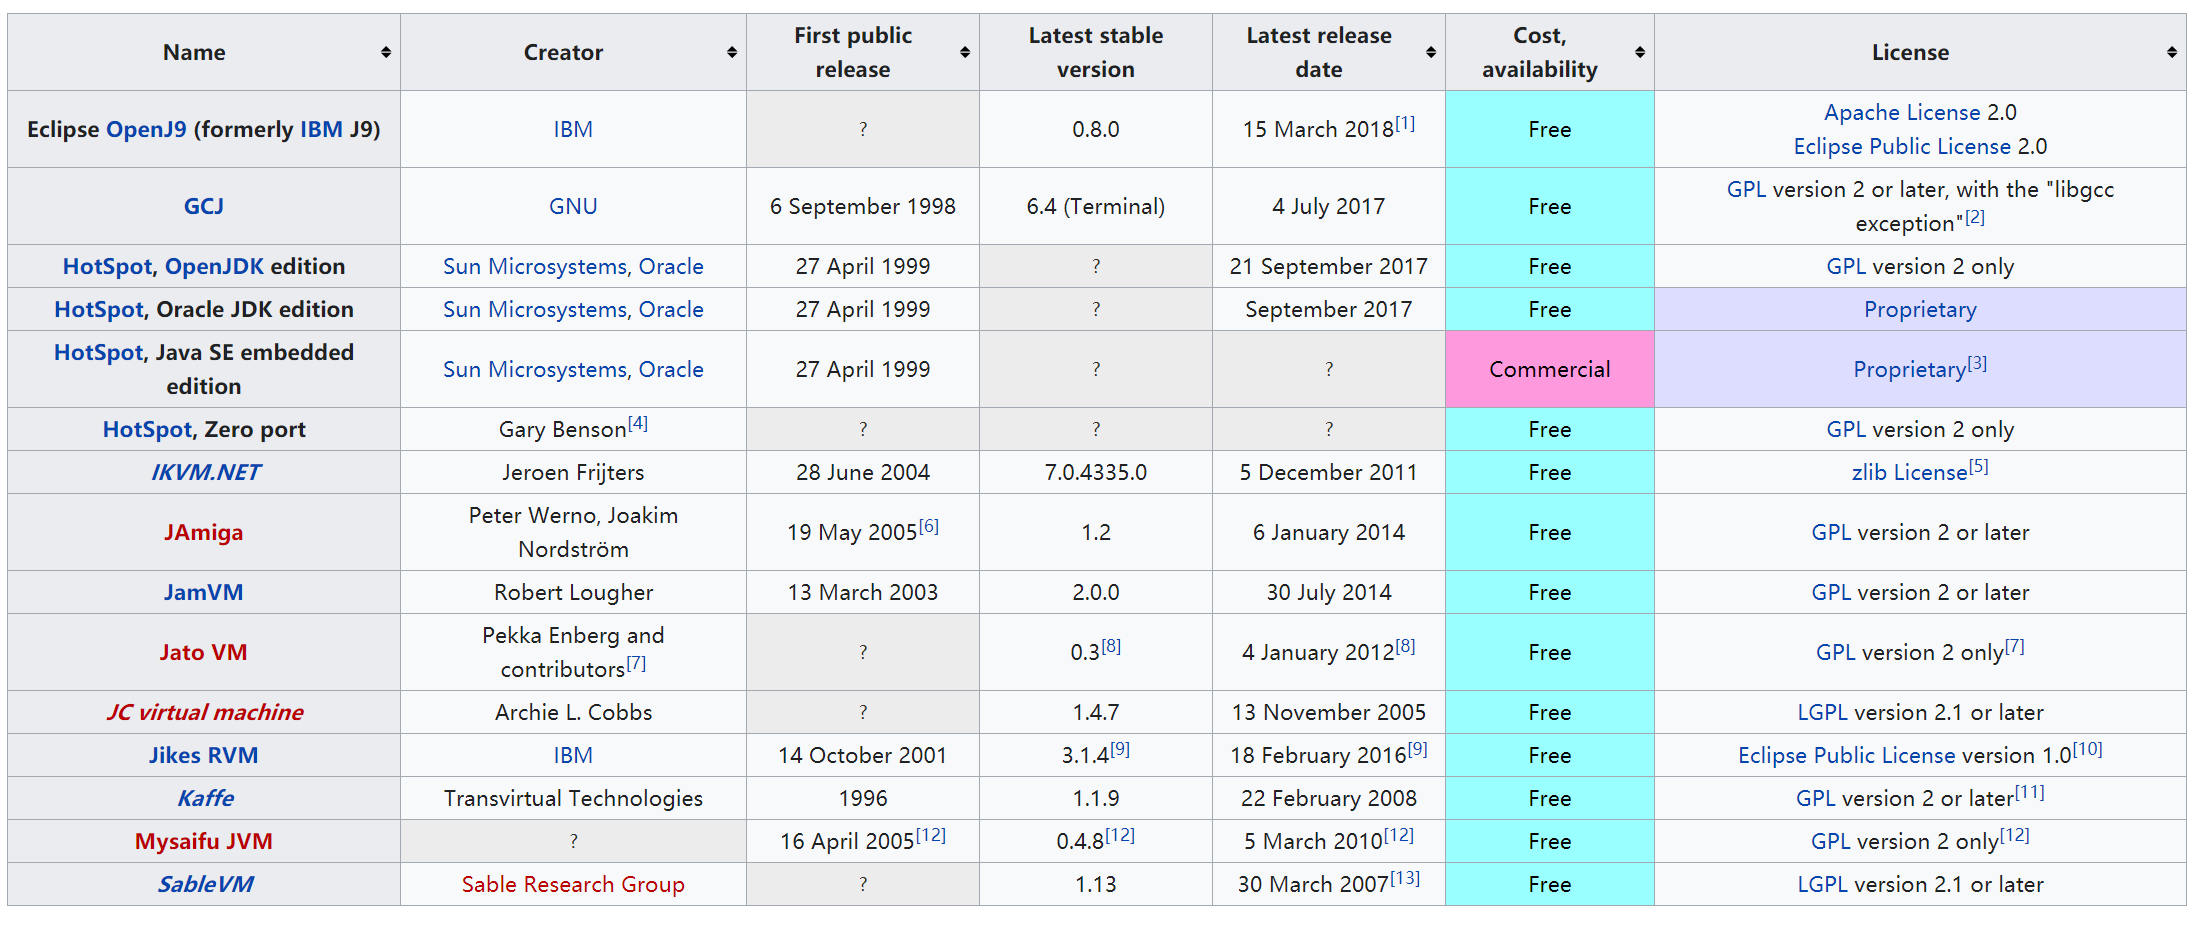 Name Creator First public release Latest stable version Latest release date Cost, availability License
Eclipse OpenJ9 (formerly IBM J9) IBM ? 0.8.0 15 March 2018[1] Free Apache License 2.0 Eclipse Public License 2.0
GCJ GNU 6 September 1998 6.4 (Terminal) 4 July 2017 Free GPL version 2 or later, with the "libgcc exception"[2]
HotSpot, OpenJDK edition Sun Microsystems, Oracle 27 April 1999 ? 21 September 2017 Free GPL version 2 only
HotSpot, Oracle JDK edition Sun Microsystems, Oracle 27 April 1999 ? September 2017 Free Proprietary
HotSpot, Java SE embedded edition Sun Microsystems, Oracle 27 April 1999 ? ? Commercial Proprietary[3]
HotSpot, Zero port Gary Benson[4] ? ? ? Free GPL version 2 only
IKVM.NET Jeroen Frijters 28 June 2004 7.0.4335.0 5 December 2011 Free zlib License[5]
JAmiga Peter Werno, Joakim Nordström 19 May 2005[6] 1.2 6 January 2014 Free GPL version 2 or later
JamVM Robert Lougher 13 March 2003 2.0.0 30 July 2014 Free GPL version 2 or later
Jato VM Pekka Enberg and contributors[7] ? 0.3[8] 4 January 2012[8] Free GPL version 2 only[7]
JC virtual machine Archie L. Cobbs ? 1.4.7 13 November 2005 Free LGPL version 2.1 or later
Jikes RVM IBM 14 October 2001 3.1.4[9] 18 February 2016[9] Free Eclipse Public License version 1.0[10]
Kaffe Transvirtual Technologies 1996 1.1.9 22 February 2008 Free GPL version 2 or later[11]
Mysaifu JVM ? 16 April 2005[12] 0.4.8[12] 5 March 2010[12] Free GPL version 2 only[12]
SableVM Sable Research Group ? 1.13 30 March 2007[13] Free LGPL version 2.1 or later